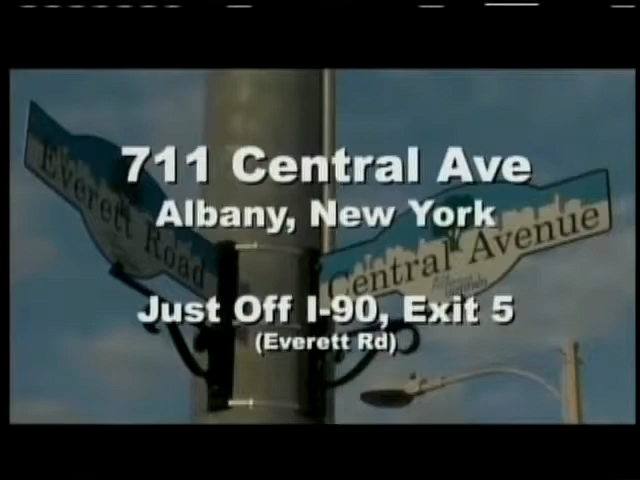 711 Central Ave
Albany, New York
Everett Road
Central Avenue
Just Off I-90, Exit 5
(Everett Rd)